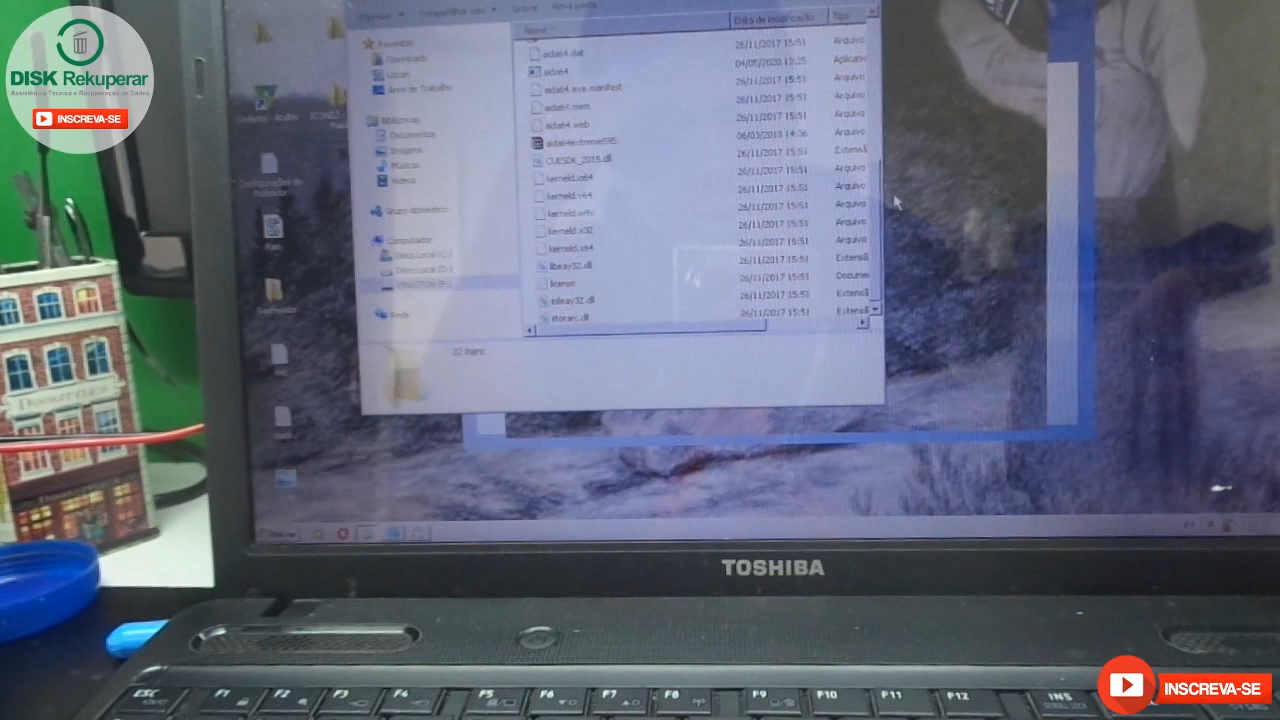 DISK Rekuperar
Assistência Técnica e Recuperação de Dados
INSCREVA-SE
Nome
Data de modificação
Tipo
Favoritos
Downloads
Locais
Área de Trabalho
Bibliotecas
Documentos
Imagens
Músicas
Vídeos
Grupo doméstico
Computador
Disco Local (C:)
Disco Local (D:)
KINGSTON (F:)
Rede
aida64.dat 26/11/2017 15:51 Arquivo
aida64 04/05/2020 13:25 Aplicativo
aida64.exe.manifest 26/11/2017 15:51 Arquivo
aida64.mem 26/11/2017 15:51 Arquivo
aida64.web 26/11/2017 15:51 Arquivo
aida64extreme595 06/03/2018 14:36 Arquivo
CUESDK_2015.dll 26/11/2017 15:51 Extensã
kerneld.ia64 26/11/2017 15:51 Arquivo
kerneld.v64 26/11/2017 15:51 Arquivo
kerneld.w9x 26/11/2017 15:51 Arquivo
kerneld.x32 26/11/2017 15:51 Arquivo
kerneld.x64 26/11/2017 15:51 Arquivo
libeay32.dll 26/11/2017 15:51 Extensã
license 26/11/2017 15:51 Docume
ssleay32.dll 26/11/2017 15:51 Extensã
storarc.dll 26/11/2017 15:51 Extensã
32 itens
TOSHIBA
ESC F1 F2 F3 F4 F5 F6 F7 F8 F9 F10 F11 F12 INS
SCROLL LOCK
INSCREVA-SE